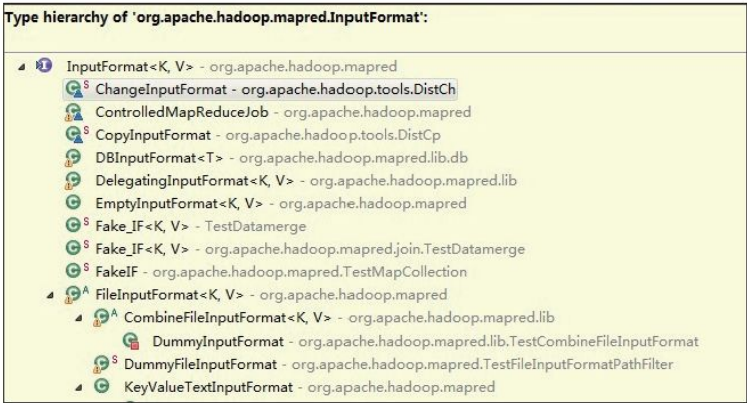 Type hierarchy of 'org.apache.hadoop.mapred.InputFormat':
InputFormat<K, V> - org.apache.hadoop.mapred
S ChangeInputFormat - org.apache.hadoop.tools.DistCh
ControlledMapReduceJob - org.apache.hadoop.mapred
S CopyInputFormat - org.apache.hadoop.tools.DistCp
DBInputFormat<T> - org.apache.hadoop.mapred.lib.db
DelegatingInputFormat<K, V> - org.apache.hadoop.mapred.lib
EmptyInputFormat<K, V> - org.apache.hadoop.mapred
S Fake_IF<K, V> - TestDatamerge
S Fake_IF<K, V> - org.apache.hadoop.mapred.join.TestDatamerge
S FakeIF - org.apache.hadoop.mapred.TestMapCollection
A FileInputFormat<K, V> - org.apache.hadoop.mapred
A CombineFileInputFormat<K, V> - org.apache.hadoop.mapred.lib
DummyInputFormat - org.apache.hadoop.mapred.lib.TestCombineFileInputFormat
S DummyFileInputFormat - org.apache.hadoop.mapred.TestFileInputFormatPathFilter
KeyValueTextInputFormat - org.apache.hadoop.mapred